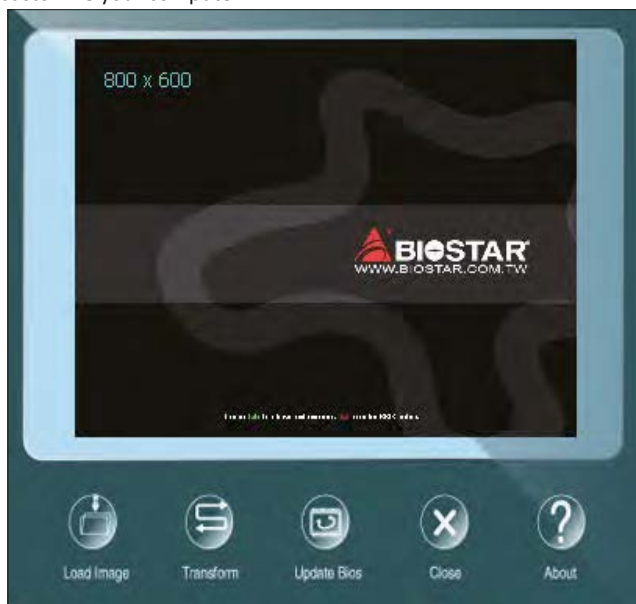 800 x 600
BIOSTAR
WWW.BIOSTAR.COM.TW
Load Image
Transform
Update Bios
Close
About